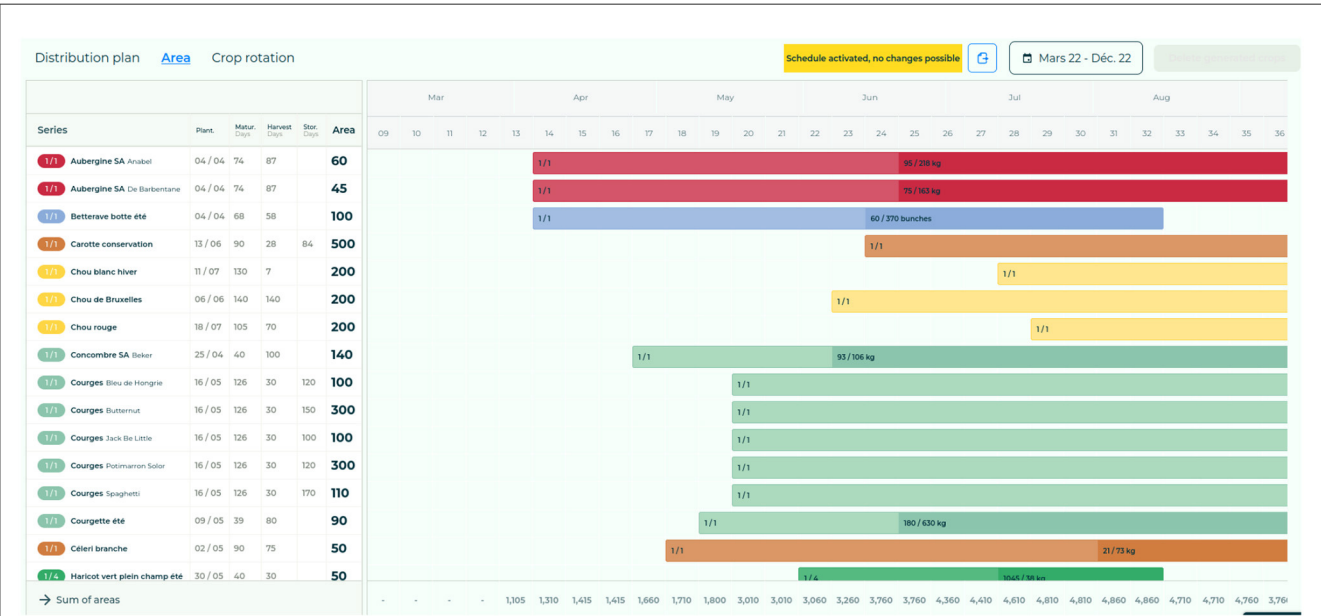 Distribution plan Area Crop rotation Schedule activated, no changes possible Mars 22 - Déc. 22
Mar Apr May Jun Jul Aug
Series Plant. Matur. Days Harvest Days Stor. Days Area 09 10 11 12 13 14 15 16 17 18 19 20 21 22 23 24 25 26 27 28 29 30 31 32 33 34 35 36
1/1 Aubergine SA Anabel 04 / 04 74 87 60 1/1 95 / 218 kg
1/1 Aubergine SA De Barbentane 04 / 04 74 87 45 1/1 75 / 163 kg
1/1 Betterave botte été 04 / 04 68 58 100 1/1 60 / 370 bunches
1/1 Carotte conservation 13 / 06 90 28 84 500 1/1
1/1 Chou blanc hiver 11 / 07 130 7 200 1/1
1/1 Chou de Bruxelles 06 / 06 140 140 200 1/1
1/1 Chou rouge 18 / 07 105 70 200 1/1
1/1 Concombre SA Beker 25 / 04 40 100 140 1/1 93 / 106 kg
1/1 Courges Bleu de Hongrie 16 / 05 126 30 120 100 1/1
1/1 Courges Butternut 16 / 05 126 30 150 300 1/1
1/1 Courges Jack Be Little 16 / 05 126 30 100 100 1/1
1/1 Courges Potimarron Solor 16 / 05 126 30 120 300 1/1
1/1 Courges Spaghetti 16 / 05 126 30 170 110 1/1
1/1 Courgette été 09 / 05 39 80 90 1/1 180 / 630 kg
1/1 Céleri branche 02 / 05 90 75 50 1/1 21 / 73 kg
1/4 Haricot vert plein champ été 30 / 05 40 30 50 1/4 1045 / 38 kg
→ Sum of areas - - - - 1,105 1,310 1,415 1,415 1,660 1,710 1,800 3,010 3,010 3,060 3,260 3,760 3,760 4,360 4,410 4,610 4,810 4,810 4,860 4,860 4,710 4,710 4,760